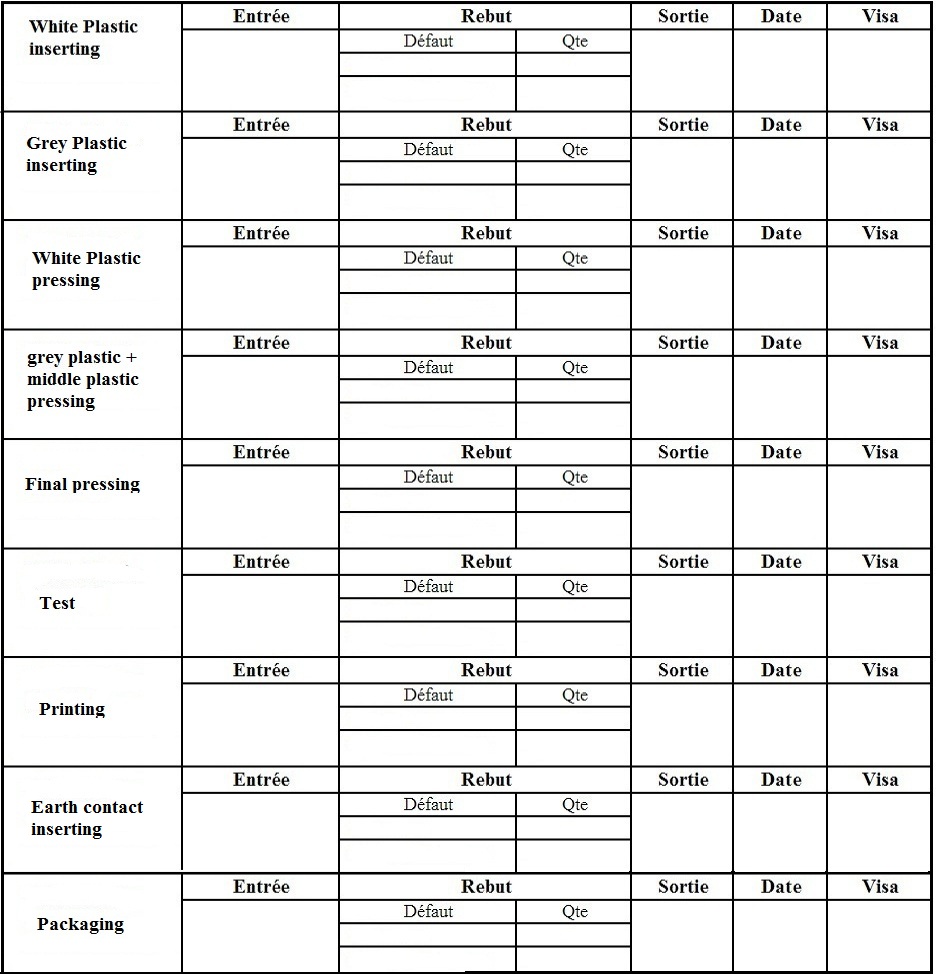 White Plastic
inserting
Entrée Rebut Sortie Date Visa
Défaut Qte
Grey Plastic
inserting
Entrée Rebut Sortie Date Visa
Défaut Qte
White Plastic
pressing
Entrée Rebut Sortie Date Visa
Défaut Qte
grey plastic +
middle plastic
pressing
Entrée Rebut Sortie Date Visa
Défaut Qte
Final pressing
Entrée Rebut Sortie Date Visa
Défaut Qte
Test
Entrée Rebut Sortie Date Visa
Défaut Qte
Printing
Entrée Rebut Sortie Date Visa
Défaut Qte
Earth contact
inserting
Entrée Rebut Sortie Date Visa
Défaut Qte
Packaging
Entrée Rebut Sortie Date Visa
Défaut Qte